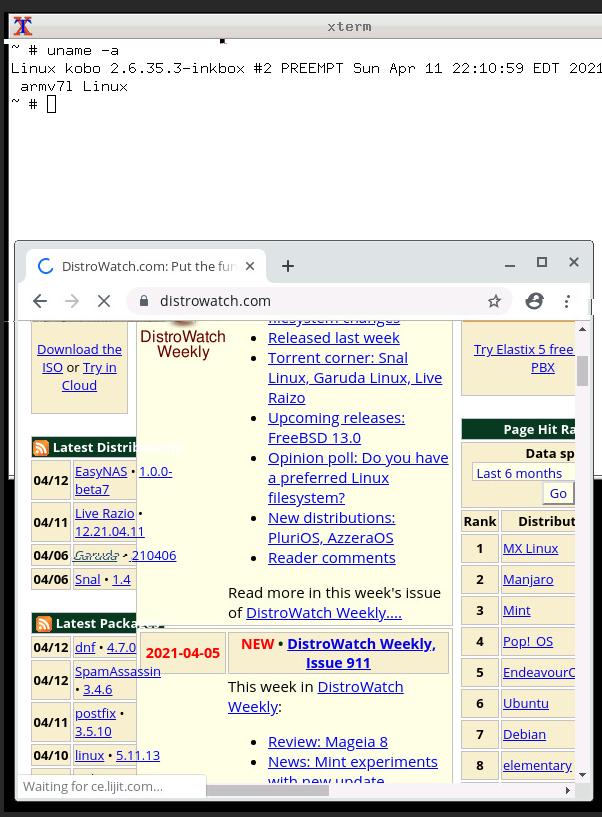 xterm
~ # uname -a
Linux kobo 2.6.35.3-inkbox #2 PREEMPT Sun Apr 11 22:10:59 EDT 2021
armv7l Linux
~ #
DistroWatch.com: Put the fun
distrowatch.com
Download the
ISO or Try in
Cloud
Latest Distri
04/12
EasyNAS • 1.0.0-
beta7
04/11
Live Razio •
12.21.04.11
04/06
Garuda • 210406
04/06
Snal • 1.4
Latest Packages
04/12
dnf • 4.7.0
04/12
SpamAssassin
• 3.4.6
04/11
postfix •
3.5.10
04/10
linux • 5.11.13
DistroWatch
Weekly
filesystem changes
• Released last week
• Torrent corner: Snal
Linux, Garuda Linux, Live
Raizo
• Upcoming releases:
FreeBSD 13.0
• Opinion poll: Do you have
a preferred Linux
filesystem?
• New distributions:
PluriOS, AzzeraOS
• Reader comments
Read more in this week's issue
of DistroWatch Weekly....
2021-04-05
NEW • DistroWatch Weekly,
Issue 911
This week in DistroWatch
Weekly:
• Review: Mageia 8
• News: Mint experiments
with new update
Try Elastix 5 free
PBX
Page Hit Ra
Data sp
Last 6 months
Go
Rank Distribut
1 MX Linux
2 Manjaro
3 Mint
4 Pop!_OS
5 EndeavourO
6 Ubuntu
7 Debian
8 elementary
Waiting for ce.lijit.com...